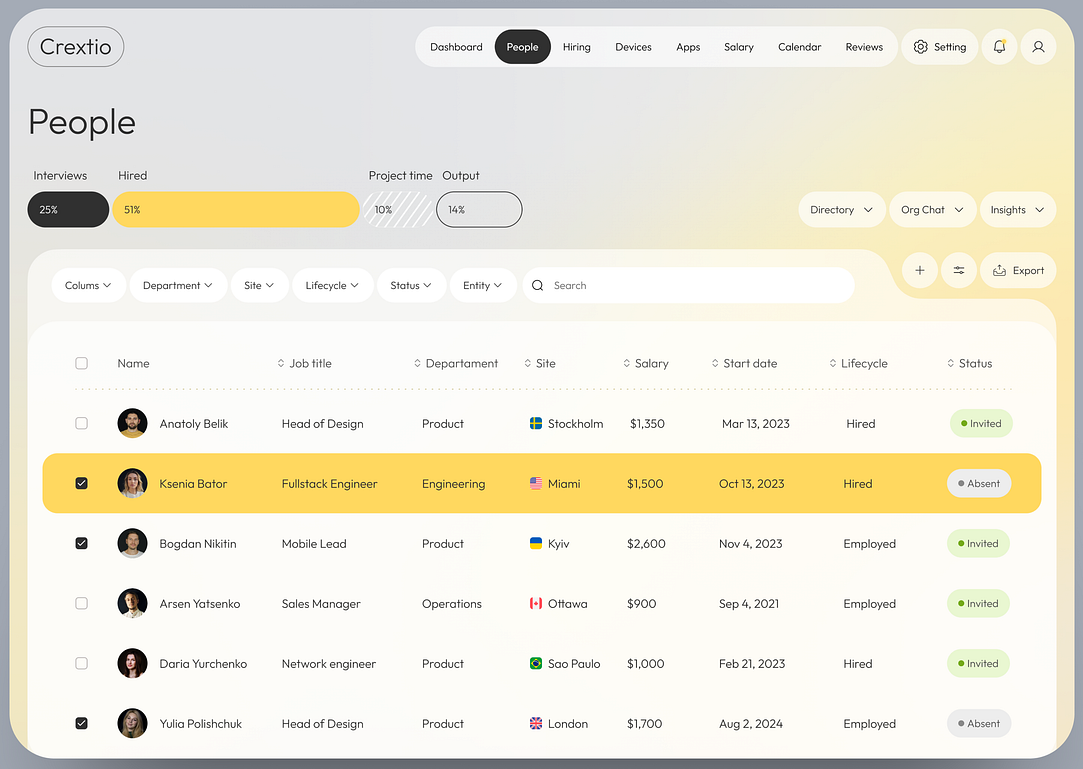 Crextio
Dashboard People Hiring Devices Apps Salary Calendar Reviews Setting
People
Interviews Hired Project time Output
25% 51% 10% 14% Directory Org Chat Insights
Export
Colums Department Site Lifecycle Status Entity Search
Name Job title Departament Site Salary Start date Lifecycle Status
Anatoly Belik Head of Design Product Stockholm $1,350 Mar 13, 2023 Hired Invited
Ksenia Bator Fullstack Engineer Engineering Miami $1,500 Oct 13, 2023 Hired Absent
Bogdan Nikitin Mobile Lead Product Kyiv $2,600 Nov 4, 2023 Employed Invited
Arsen Yatsenko Sales Manager Operations Ottawa $900 Sep 4, 2021 Employed Invited
Daria Yurchenko Network engineer Product Sao Paulo $1,000 Feb 21, 2023 Hired Invited
Yulia Polishchuk Head of Design Product London $1,700 Aug 2, 2024 Employed Absent